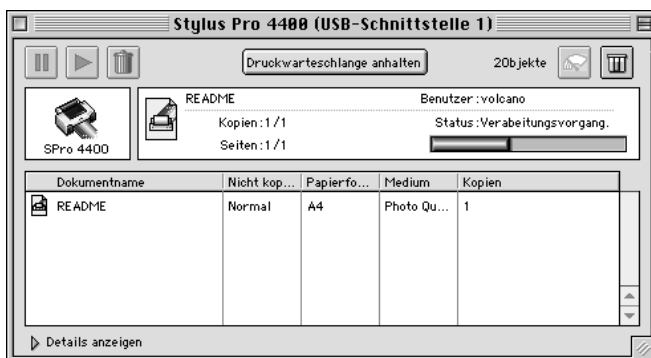 Stylus Pro 4400 (USB-Schnittstelle 1)
Druckwarteschlange anhalten
2Objekte
SPro 4400
README
Benutzer:volcano
Kopien:1/1
Status:Verabeitungsvorgang.
Seiten:1/1
Dokumentname Nicht kop... Papierfo... Medium Kopien
README Normal A4 Photo Qu... 1
Details anzeigen